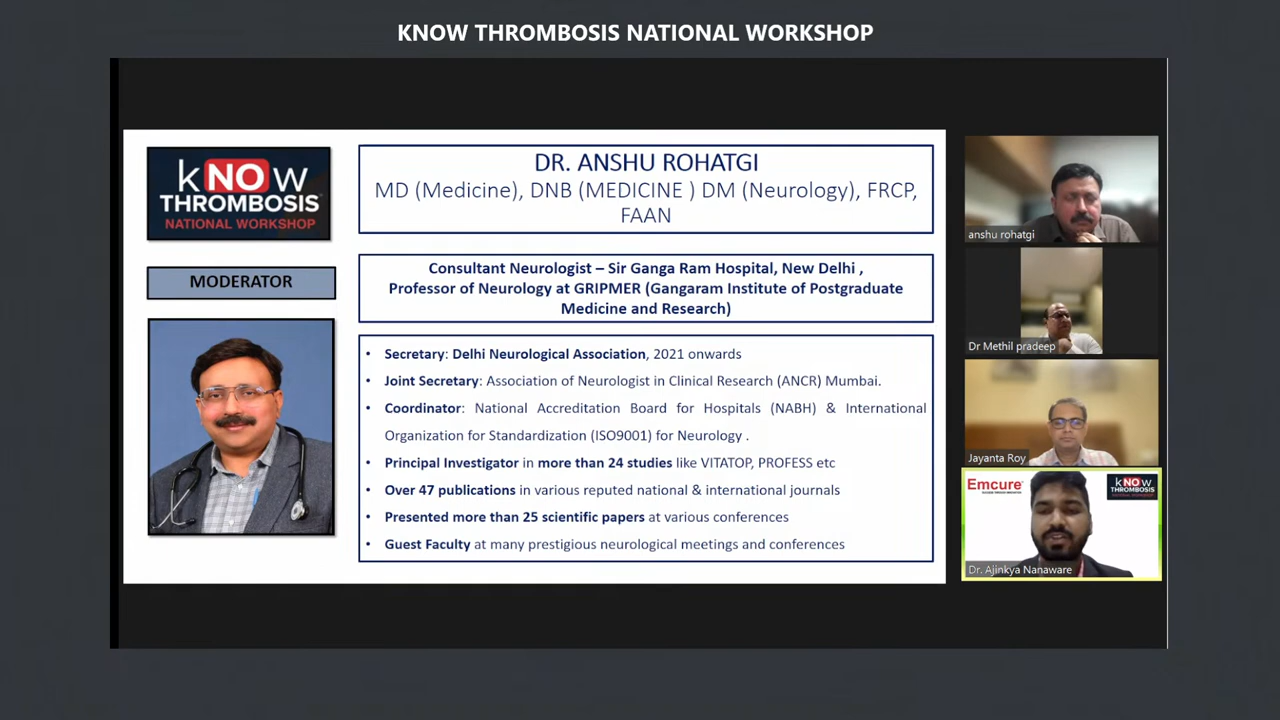 KNOW THROMBOSIS NATIONAL WORKSHOP
kNOw
THROMBOSIS
NATIONAL WORKSHOP
MODERATOR
DR. ANSHU ROHATGI
MD (Medicine), DNB (MEDICINE ) DM (Neurology), FRCP,
FAAN
Consultant Neurologist – Sir Ganga Ram Hospital, New Delhi ,
Professor of Neurology at GRIPMER (Gangaram Institute of Postgraduate
Medicine and Research)
• Secretary: Delhi Neurological Association, 2021 onwards
• Joint Secretary: Association of Neurologist in Clinical Research (ANCR) Mumbai.
• Coordinator: National Accreditation Board for Hospitals (NABH) & International
Organization for Standardization (ISO9001) for Neurology .
• Principal Investigator in more than 24 studies like VITATOP, PROFESS etc
• Over 47 publications in various reputed national & international journals
• Presented more than 25 scientific papers at various conferences
• Guest Faculty at many prestigious neurological meetings and conferences
anshu rohatgi
Dr Methil pradeep
Jayanta Roy
Emcure
kNOw
THROMBOSIS
Dr. Ajinkya Nanaware